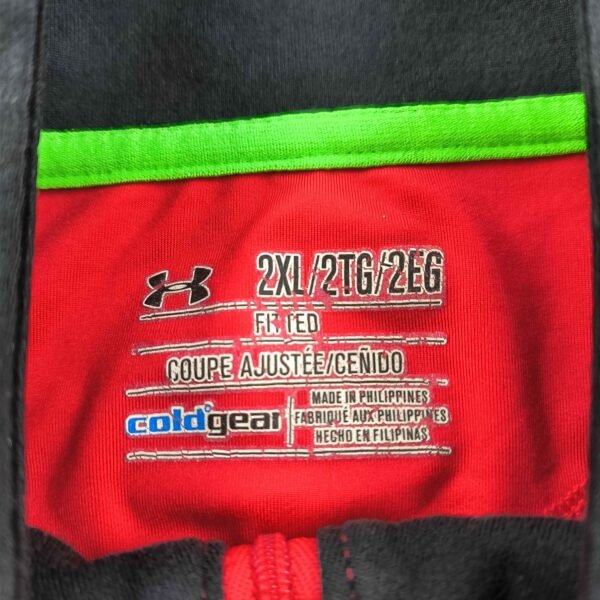 2XL/2TG/2EG
FITTED
COUPE AJUSTÉE/CEÑIDO
coldgear
MADE IN PHILIPPINES
FABRIQUÉ AUX PHILIPPINES
HECHO EN FILIPINAS